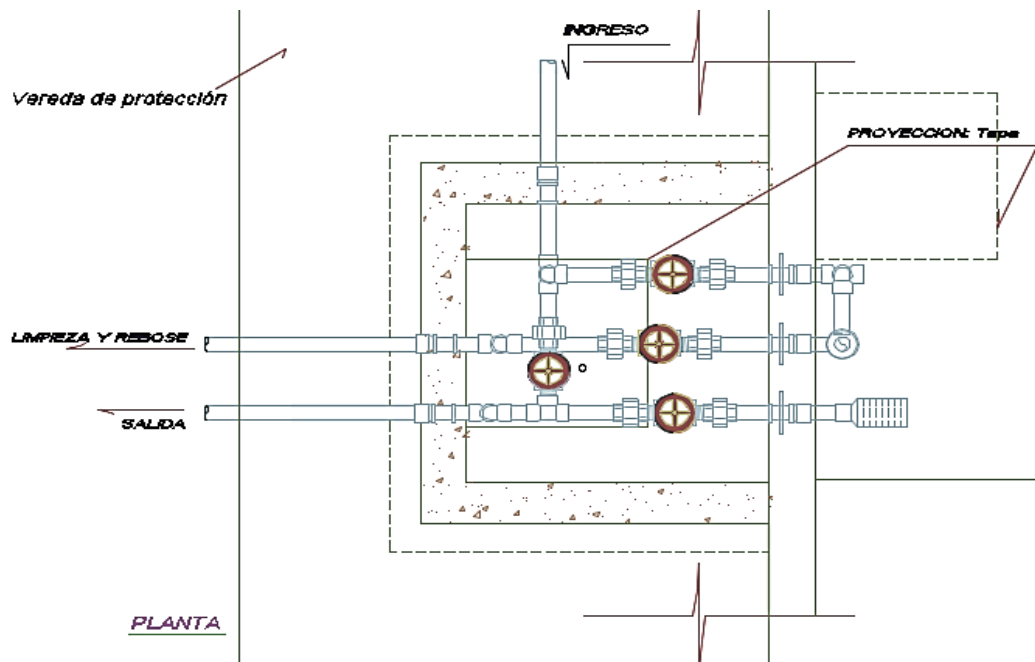 INGRESO
Vereda de protección
PROYECCION: Tapa
LIMPIEZA Y REBOSE
SALIDA
PLANTA